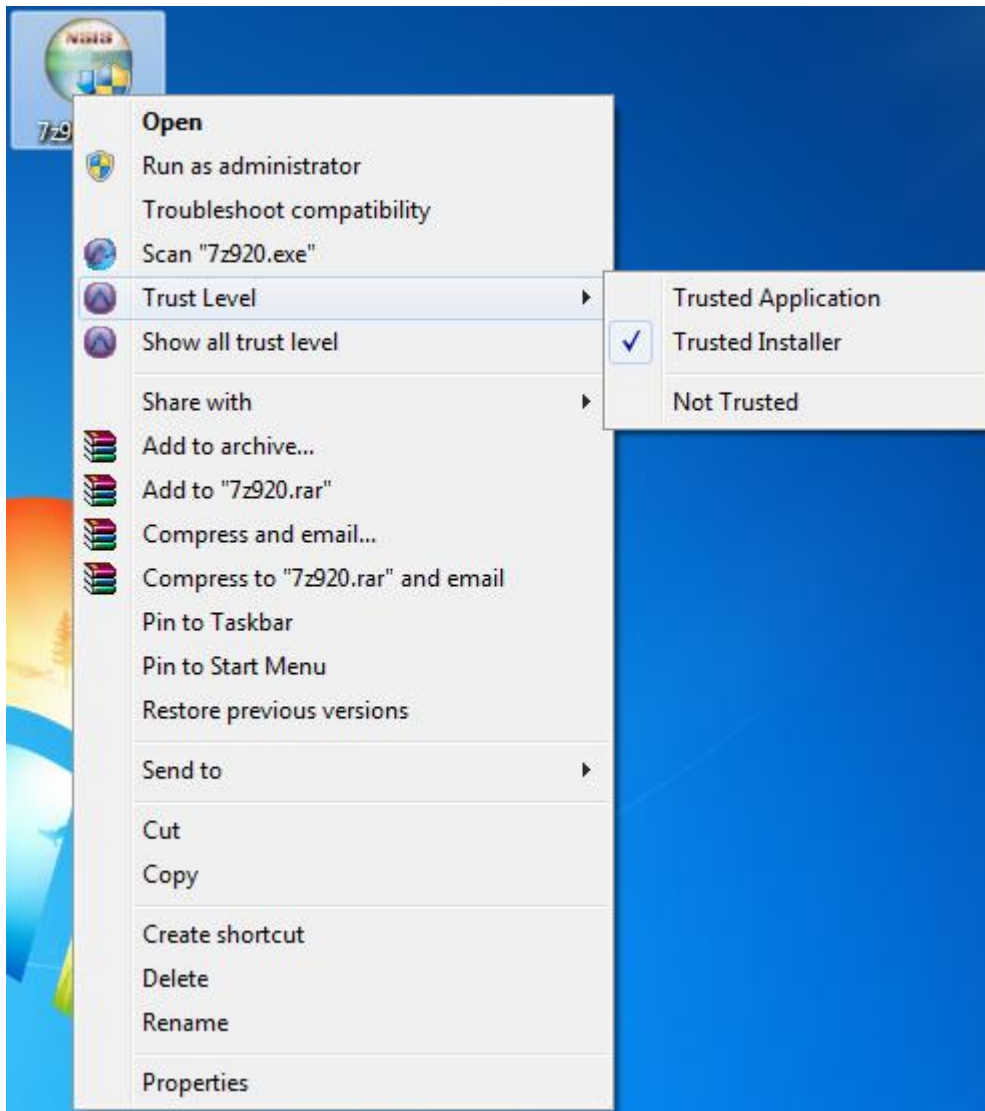 NSIS
7z9
Open
Run as administrator
Troubleshoot compatibility
Scan "7z920.exe"
Trust Level
Trusted Application
Show all trust level
Trusted Installer
Share with
Not Trusted
Add to archive...
Add to "7z920.rar"
Compress and email...
Compress to "7z920.rar" and email
Pin to Taskbar
Pin to Start Menu
Restore previous versions
Send to
Cut
Copy
Create shortcut
Delete
Rename
Properties